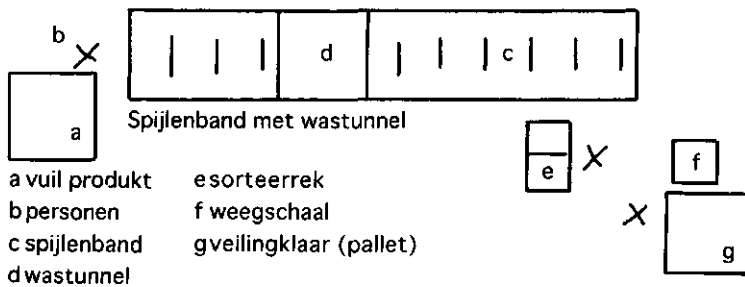 b
d
c
a
Spijlenband met wastunnel
e
f
g
a vuil produkt e sorteerrek
b personen f weegschaal
c spijlenband g veilingklaar (pallet)
d wastunnel